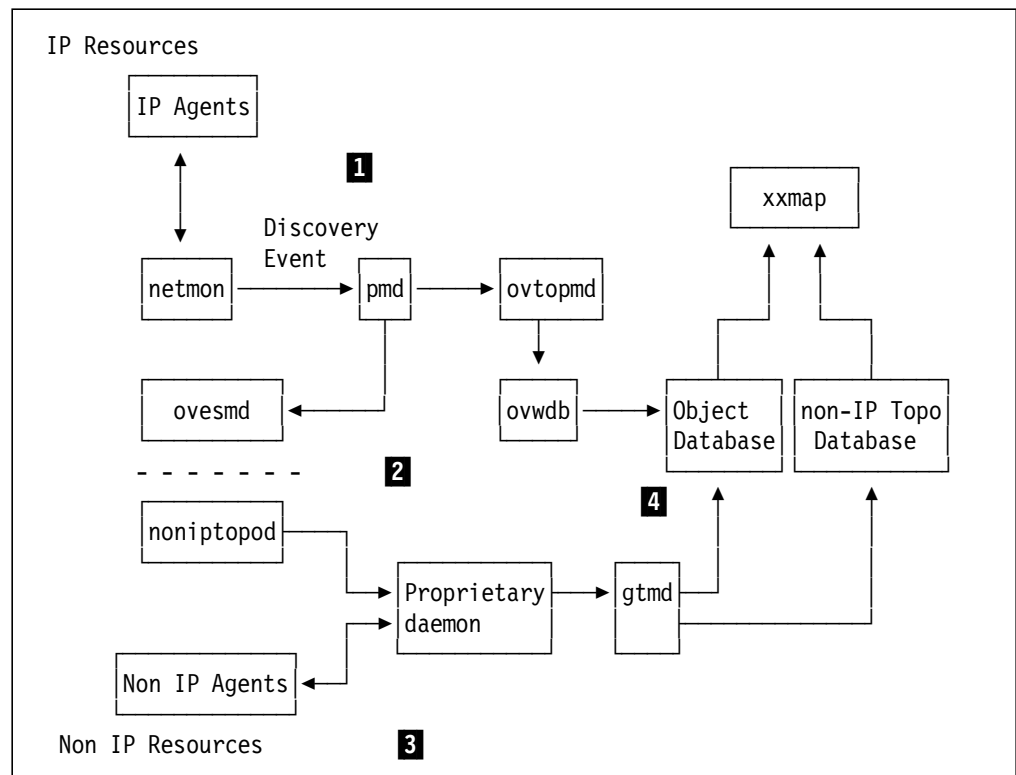 IP Resources
IP Agents
1
xxmap
Discovery
Event
netmon
pmd
ovtopmd
ovesmd
ovwdb
Object
Database
non-IP Topo
Database
2
4
noniptopod
Proprietary
daemon
gtmd
Non IP Agents
Non IP Resources
3